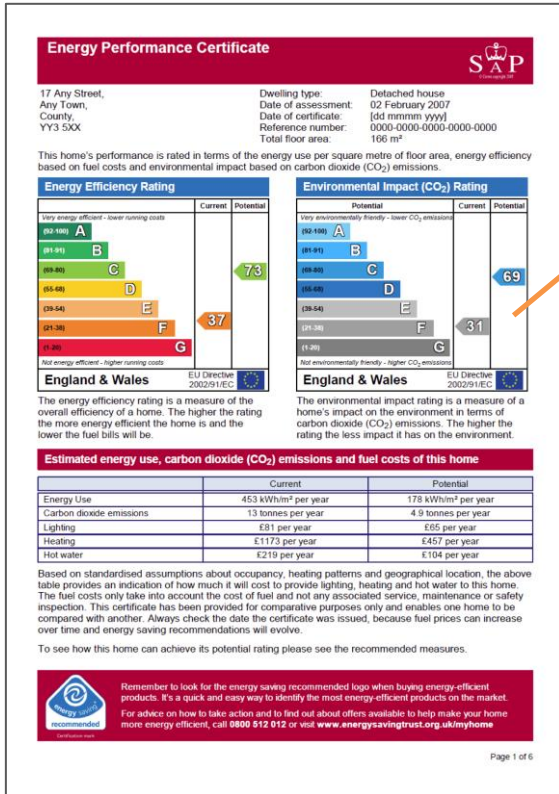 Energy Performance Certificate
SAP
17 Any Street,
Any Town,
County,
YY3 5XX
Dwelling type: Detached house
Date of assessment: 02 February 2007
Date of certificate: [dd mmmm yyyy]
Reference number: 0000-0000-0000-0000-0000
Total floor area: 166 m²
This home's performance is rated in terms of the energy use per square metre of floor area, energy efficiency
based on fuel costs and environmental impact based on carbon dioxide (CO₂) emissions.
Energy Efficiency Rating
Current Potential
Very energy efficient - lower running costs
(92-100) A
(81-91) B
(69-80) C
(55-68) D
(39-54) E
(21-38) F
(1-20) G
73
37
Not energy efficient - higher running costs
England & Wales
EU Directive
2002/91/EC
The energy efficiency rating is a measure of the
overall efficiency of a home. The higher the rating
the more energy efficient the home is and the
lower the fuel bills will be.
Environmental Impact (CO₂) Rating
Potential Current Potential
Very environmentally friendly - lower CO₂ emissions
(92-100) A
(81-91) B
(69-80) C
(55-68) D
(39-54) E
(21-38) F
(1-20) G
69
31
Not environmentally friendly - higher CO₂ emissions
England & Wales
EU Directive
2002/91/EC
The environmental impact rating is a measure of a
home's impact on the environment in terms of
carbon dioxide (CO₂) emissions. The higher the
rating the less impact it has on the environment.
Estimated energy use, carbon dioxide (CO₂) emissions and fuel costs of this home
Current Potential
Energy Use 453 kWh/m² per year 178 kWh/m² per year
Carbon dioxide emissions 13 tonnes per year 4.9 tonnes per year
Lighting £81 per year £65 per year
Heating £1173 per year £457 per year
Hot water £219 per year £104 per year
Based on standardised assumptions about occupancy, heating patterns and geographical location, the above
table provides an indication of how much it will cost to provide lighting, heating and hot water to this home.
The fuel costs only take into account the cost of fuel and not any associated service, maintenance or safety
inspection. This certificate has been provided for comparative purposes only and enables one home to be
compared with another. Always check the date the certificate was issued, because fuel prices can increase
over time and energy saving recommendations will evolve.
To see how this home can achieve its potential rating please see the recommended measures.
energy saving
recommended
Certification mark
Remember to look for the energy saving recommended logo when buying energy-efficient
products. It's a quick and easy way to identify the most energy-efficient products on the market.
For advice on how to take action and to find out about offers available to help make your home
more energy efficient, call 0800 512 012 or visit www.energysavingtrust.org.uk/myhome
Page 1 of 6